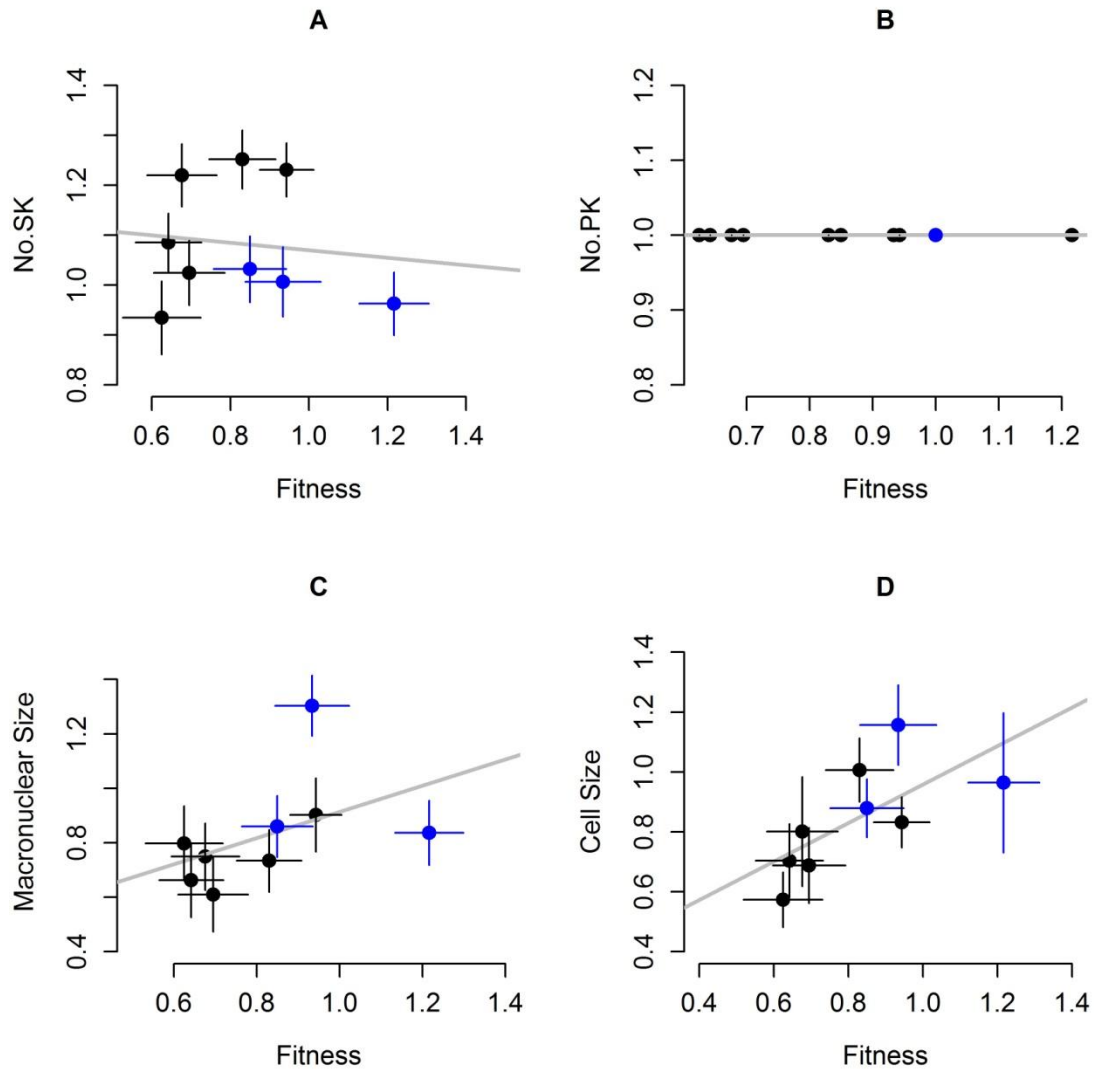 A
No.SK
1.4
1.2
1.0
0.8
0.6 0.8 1.0 1.2 1.4
Fitness
B
No.PK
1.2
1.1
1.0
0.9
0.8
0.7 0.8 0.9 1.0 1.1 1.2
Fitness
C
Macronuclear Size
1.2
0.8
0.4
0.6 0.8 1.0 1.2 1.4
Fitness
D
Cell Size
1.4
1.2
1.0
0.8
0.6
0.4
0.4 0.6 0.8 1.0 1.2 1.4
Fitness